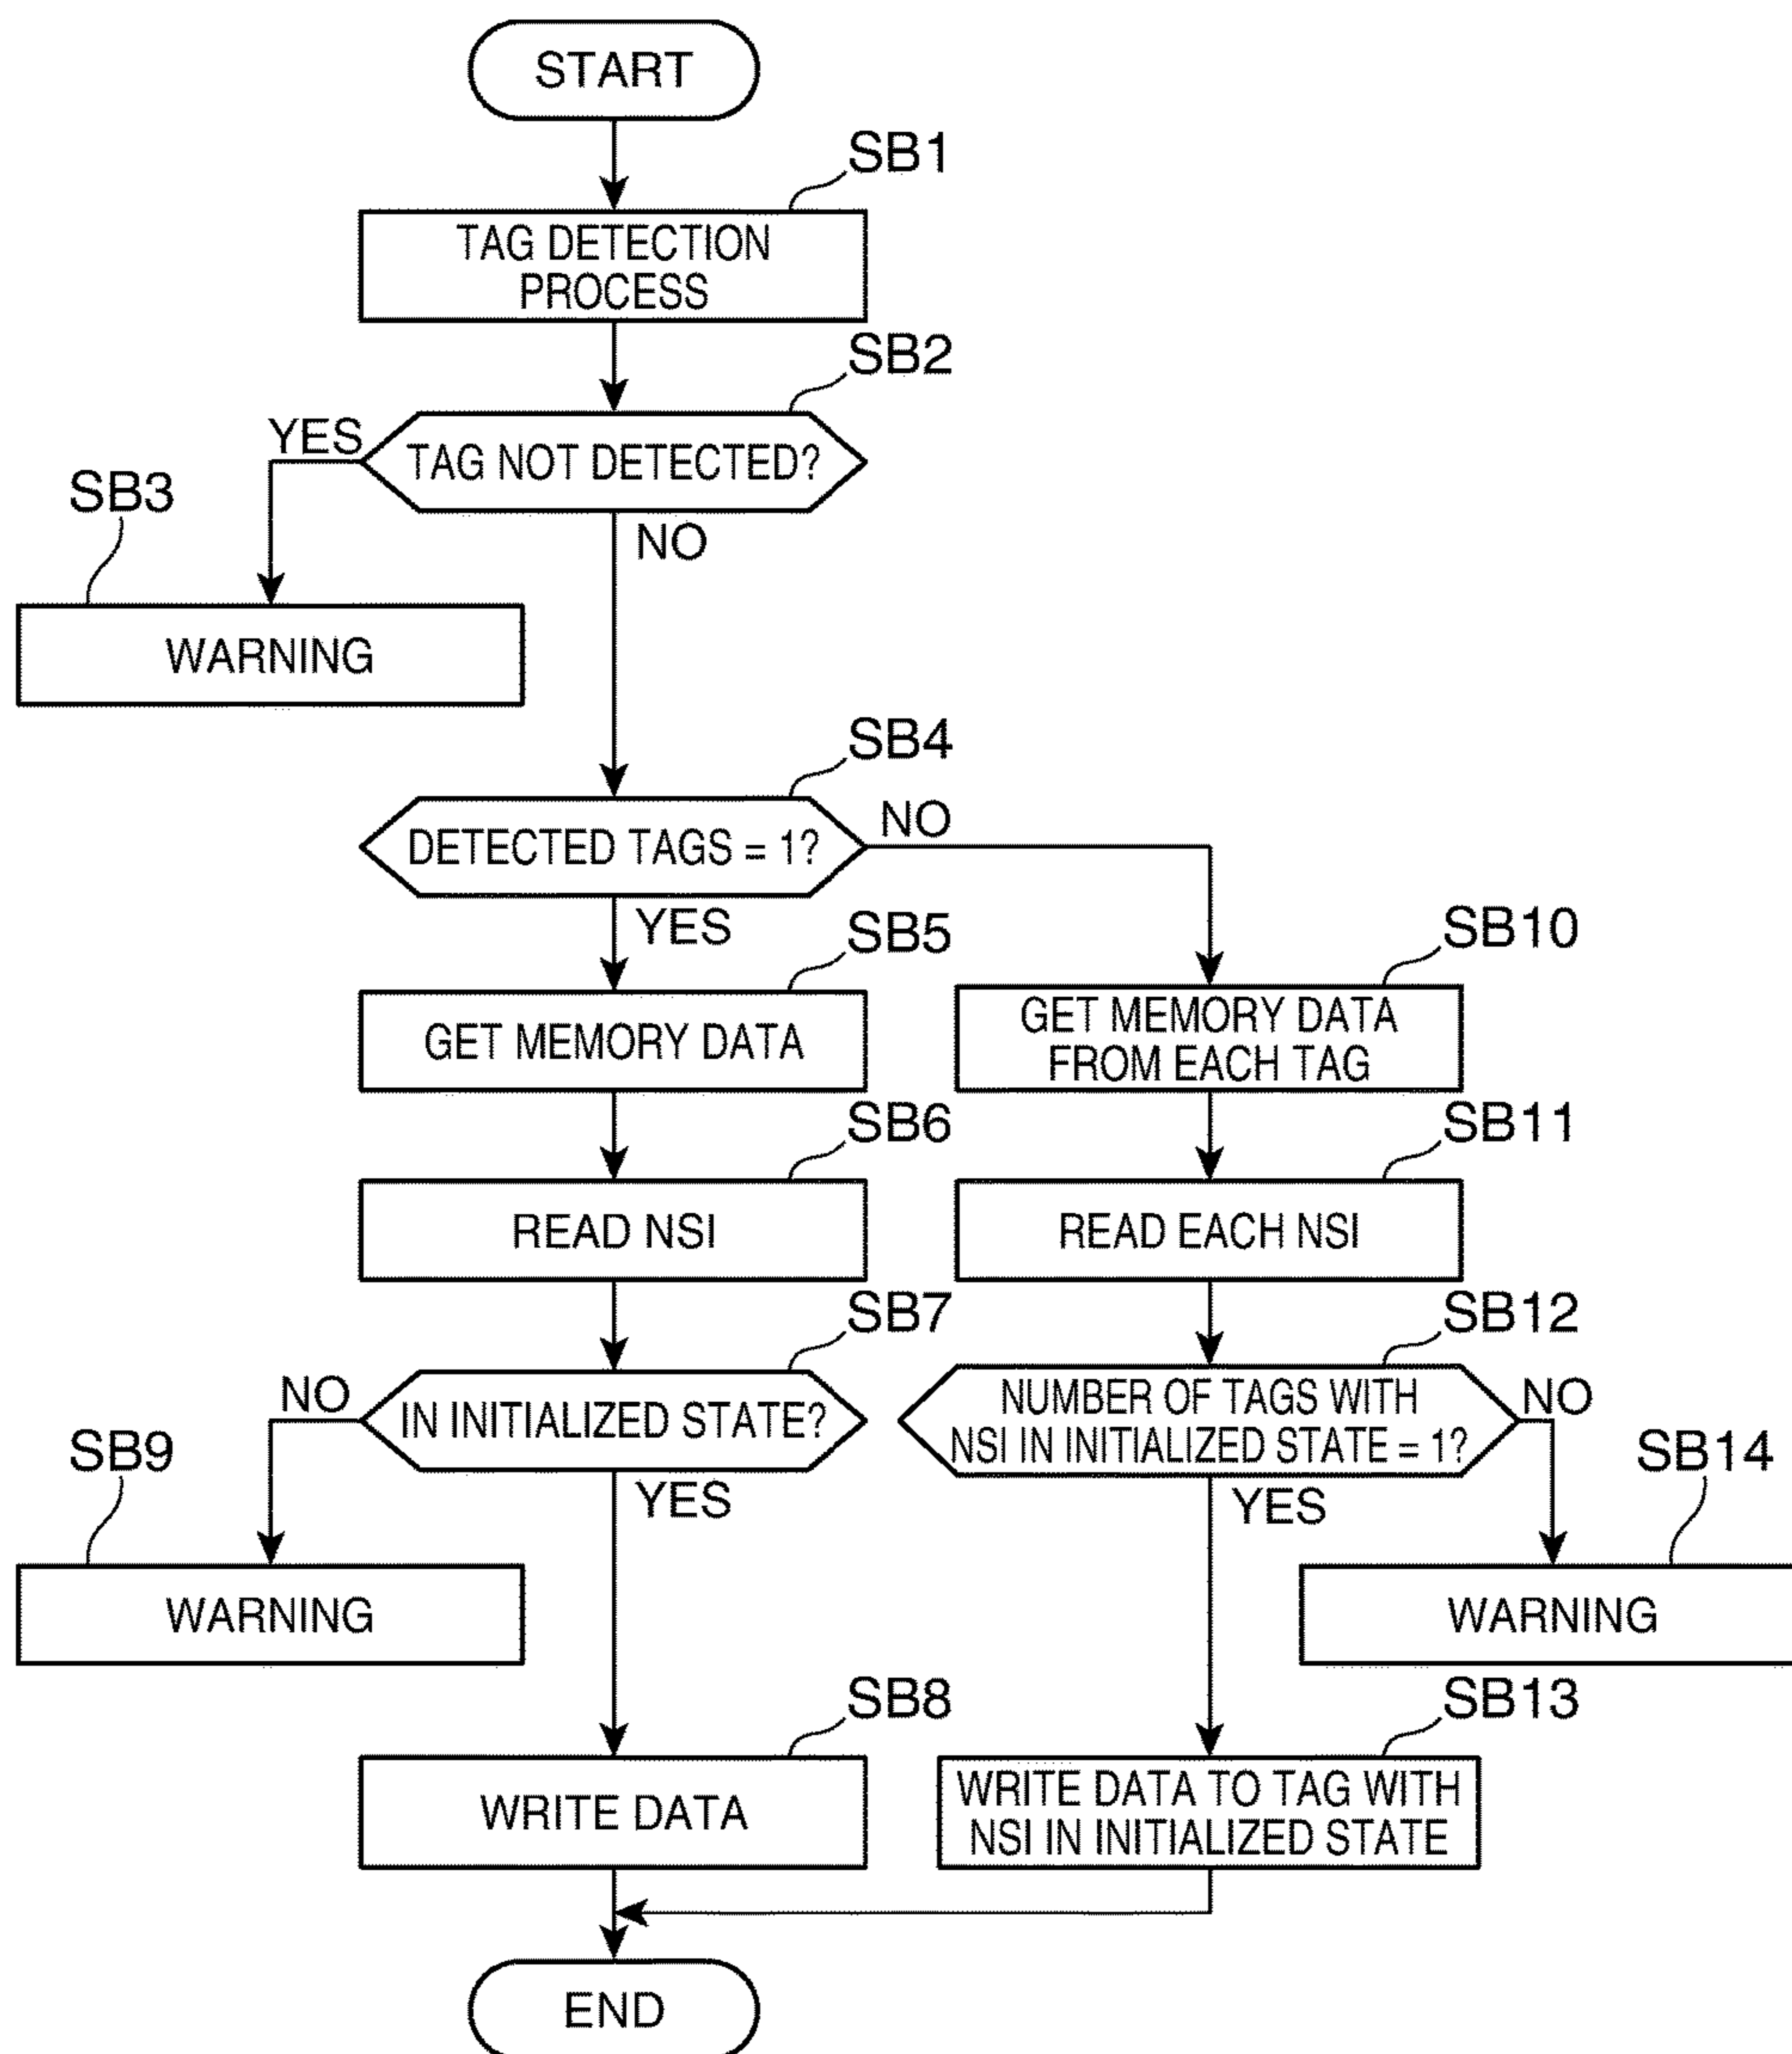 START
SB1
TAG DETECTION
PROCESS
SB2
YES
TAG NOT DETECTED?
SB3
NO
WARNING
SB4
DETECTED TAGS = 1?
NO
YES
SB5
SB10
GET MEMORY DATA
GET MEMORY DATA
FROM EACH TAG
SB6
SB11
READ NSI
READ EACH NSI
SB7
SB12
NO
IN INITIALIZED STATE?
NUMBER OF TAGS WITH
NSI IN INITIALIZED STATE = 1?
NO
SB9
YES
YES
SB14
WARNING
WARNING
SB8
SB13
WRITE DATA
WRITE DATA TO TAG WITH
NSI IN INITIALIZED STATE
END